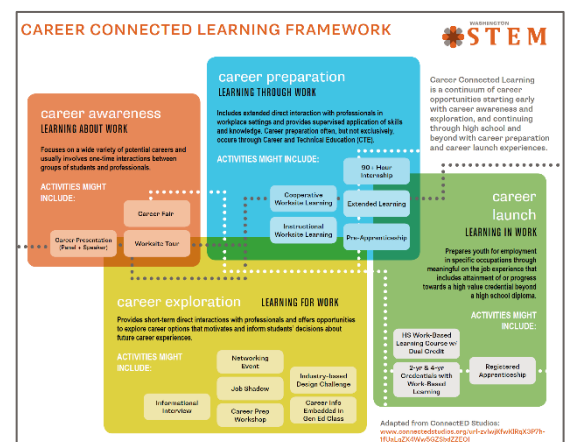 CAREER CONNECTED LEARNING FRAMEWORK
WASHINGTON
STEM
career awareness
LEARNING ABOUT WORK
Focuses on a wide variety of potential careers and
usually involves one-time interactions between
groups of students and professionals.
ACTIVITIES MIGHT
INCLUDE:
Career Fair
Career Presentation
(Panel + Speaker)
Worksite Tour
career preparation
LEARNING THROUGH WORK
Includes extended direct interaction with professionals in
workplace settings and provides supervised application of skills
and knowledge. Career preparation often, but not exclusively,
occurs through Career and Technical Education (CTE).
ACTIVITIES MIGHT INCLUDE:
90+ Hour
Internship
Cooperative
Worksite Learning
Extended Learning
Instructional
Worksite Learning
Pre-Apprenticeship
Career Connected Learning
is a continuum of career
opportunities starting early
with career awareness and
exploration, and continuing
through high school and
beyond with career preparation
and career launch experiences.
career
launch
LEARNING IN WORK
Prepares youth for employment
in specific occupations through
meaningful on the job experience that
includes attainment of or progress
towards a high value credential beyond
a high school diploma.
ACTIVITIES MIGHT
INCLUDE:
HS Work-Based
Learning Course w/
Dual Credit
2-yr & 4-yr
Credentials with
Work-Based
Learning
Registered
Apprenticeship
career exploration
LEARNING FOR WORK
Provides short-term direct interactions with professionals and offers opportunities
to explore career options that motivates and inform students' decisions about
future career experiences.
ACTIVITIES MIGHT
INCLUDE:
Networking
Event
Industry-based
Design Challenge
Job Shadow
Informational
Interview
Career Prep
Workshop
Career Info
Embedded in
Gen Ed Class
Adapted from ConnectED Studios: